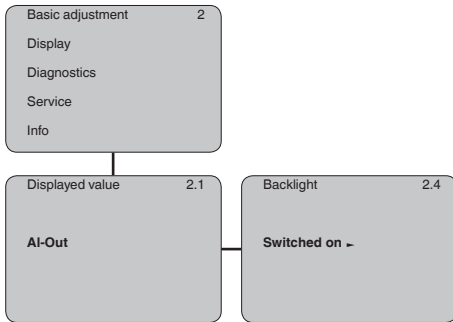 Basic adjustment 2
Display
Diagnostics
Service
Info
Displayed value 2.1
AI-Out
Backlight 2.4
Switched on ►